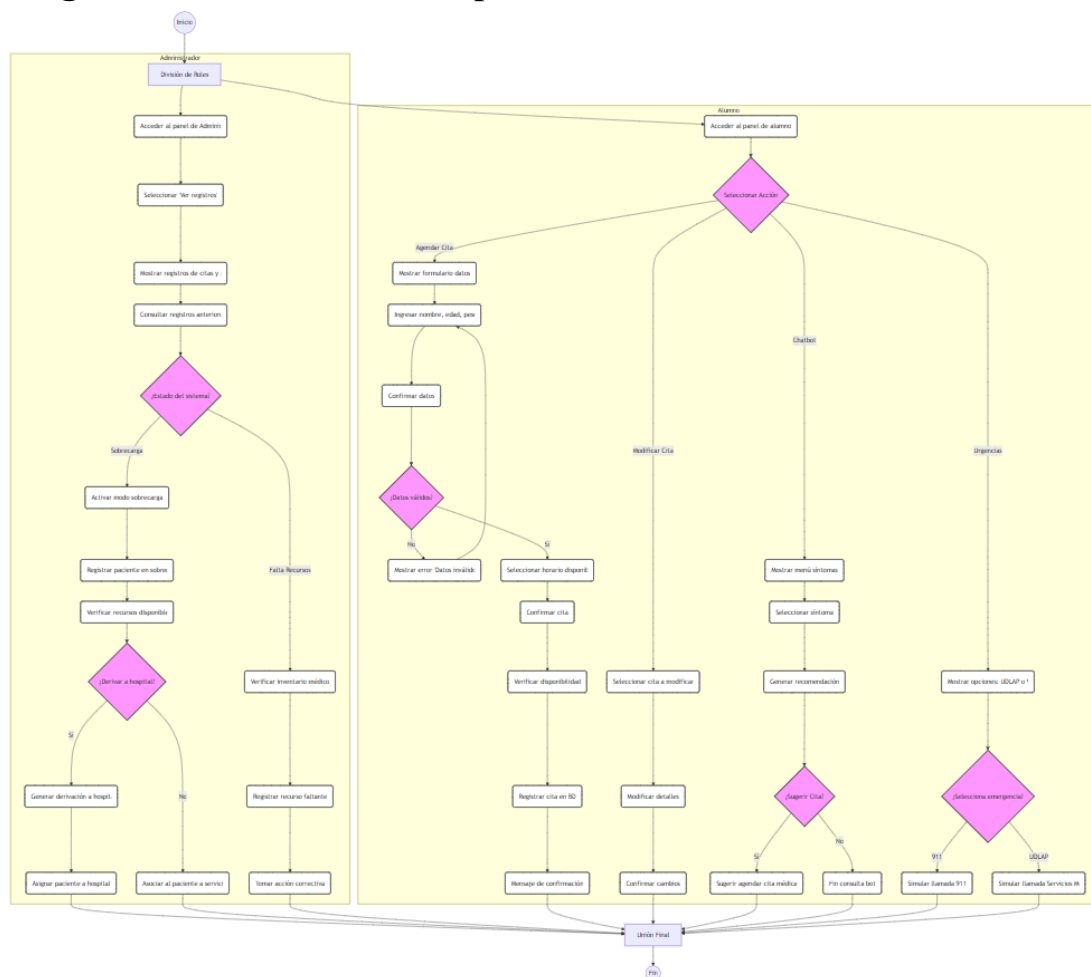 Inicio
Administrador
División de Roles
Acceder al panel de Admini
Seleccionar 'Ver registros'
Mostrar registros de citas y
Consultar registros anterior
¿Estado del sistema?
Sobrecarga
Falta Recursos
Activar modo sobrecarga
Registrar paciente en sobre
Verificar recursos disponible
¿Derivar a hospital?
Sí
No
Generar derivación a hospit
Asignar paciente a hospital
Asociar al paciente a servici
Verificar inventario médico
Registrar recurso faltante
Tomar acción correctiva
Alumno
Acceder al panel de alumno
Seleccionar Acción
Agendar Cita
Modificar Cita
Chatbot
Urgencias
Mostrar formulario datos
Ingresar nombre, edad, peso
Confirmar datos
¿Datos válidos?
No
Sí
Mostrar error 'Datos inválido
Seleccionar horario disponib
Confirmar cita
Verificar disponibilidad
Registrar cita en BD
Mensaje de confirmación
Seleccionar cita a modificar
Modificar detalles
Confirmar cambios
Mostrar menú síntomas
Seleccionar síntoma
Generar recomendación
¿Sugerir Cita?
Sí
No
Sugerir agendar cita médica
Fin consulta bot
Mostrar opciones: UDLAP o
¿Selecciona emergencia?
911
UDLAP
Simular llamada 911
Simular llamada Servicios M
Unión Final
Fin